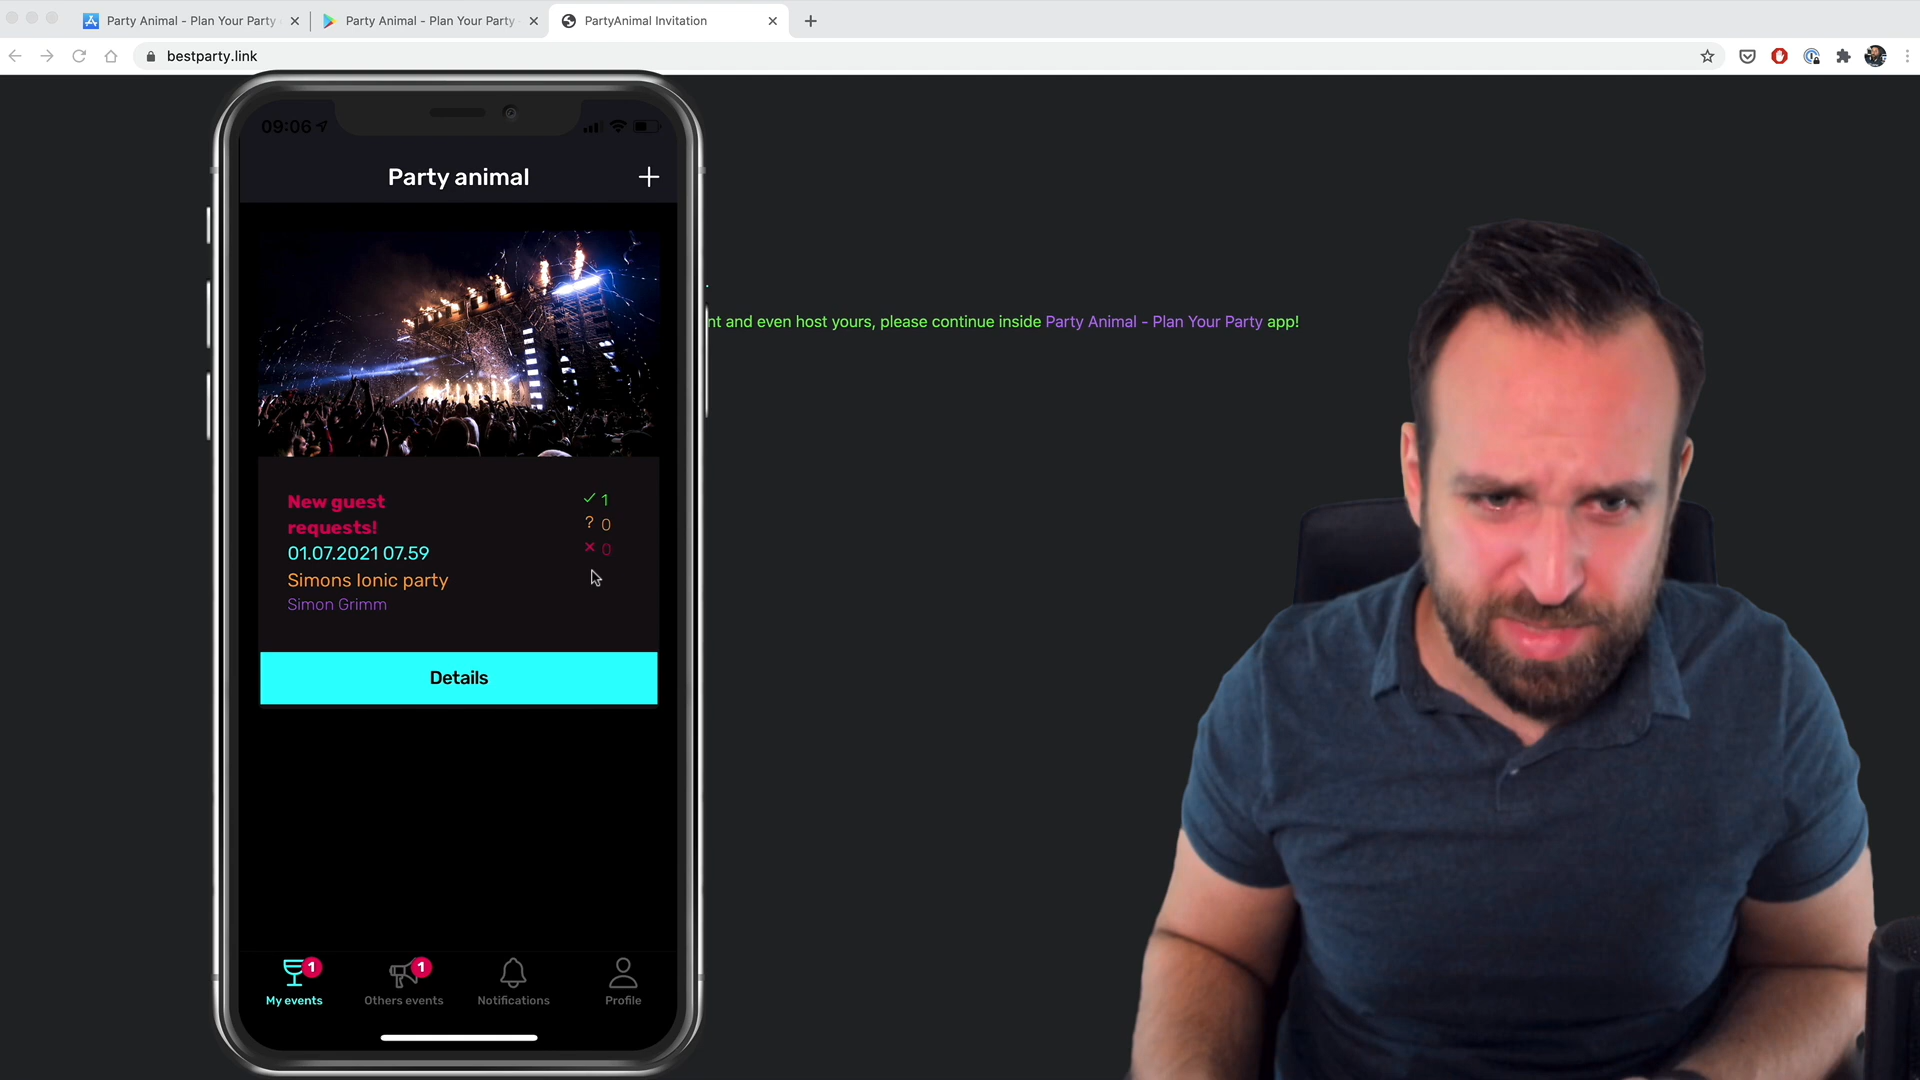 Party Animal - Plan Your Party
Party Animal - Plan Your Party
PartyAnimal Invitation
bestparty.link
09:06
Party animal
nt and even host yours, please continue inside Party Animal - Plan Your Party app!
New guest
requests!
01.07.2021 07.59
Simons Ionic party
Simon Grimm
1
? 0
0
Details
1
1
My events
Others events
Notifications
Profile